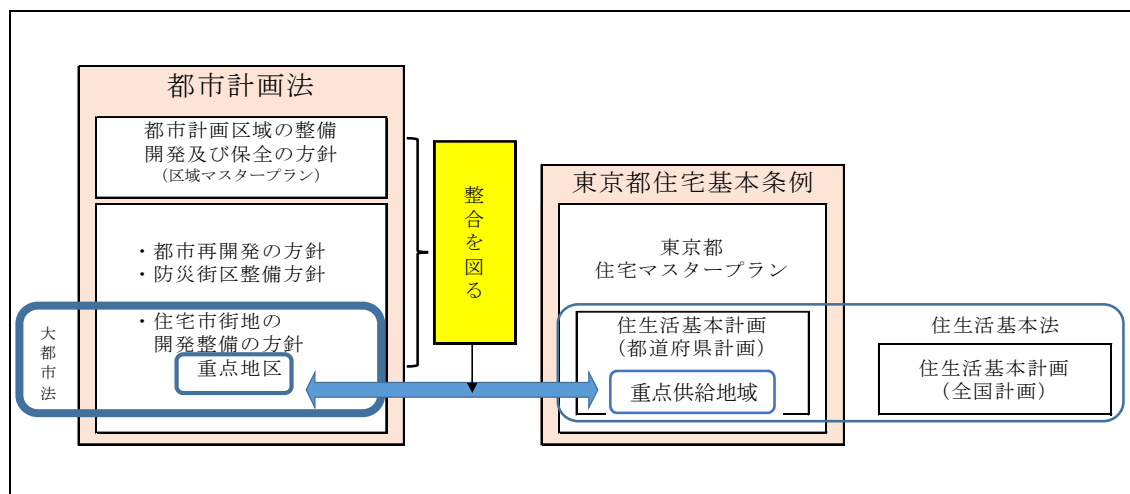 都市計画法
都市計画区域の整備
開発及び保全の方針
（区域マスタープラン）
・都市再開発の方針
・防災街区整備方針
・住宅市街地の
開発整備の方針
重点地区
大都市法
整合を図る
東京都住宅基本条例
東京都
住宅マスタープラン
住生活基本計画
（都道府県計画）
重点供給地域
住生活基本法
住生活基本計画
（全国計画）